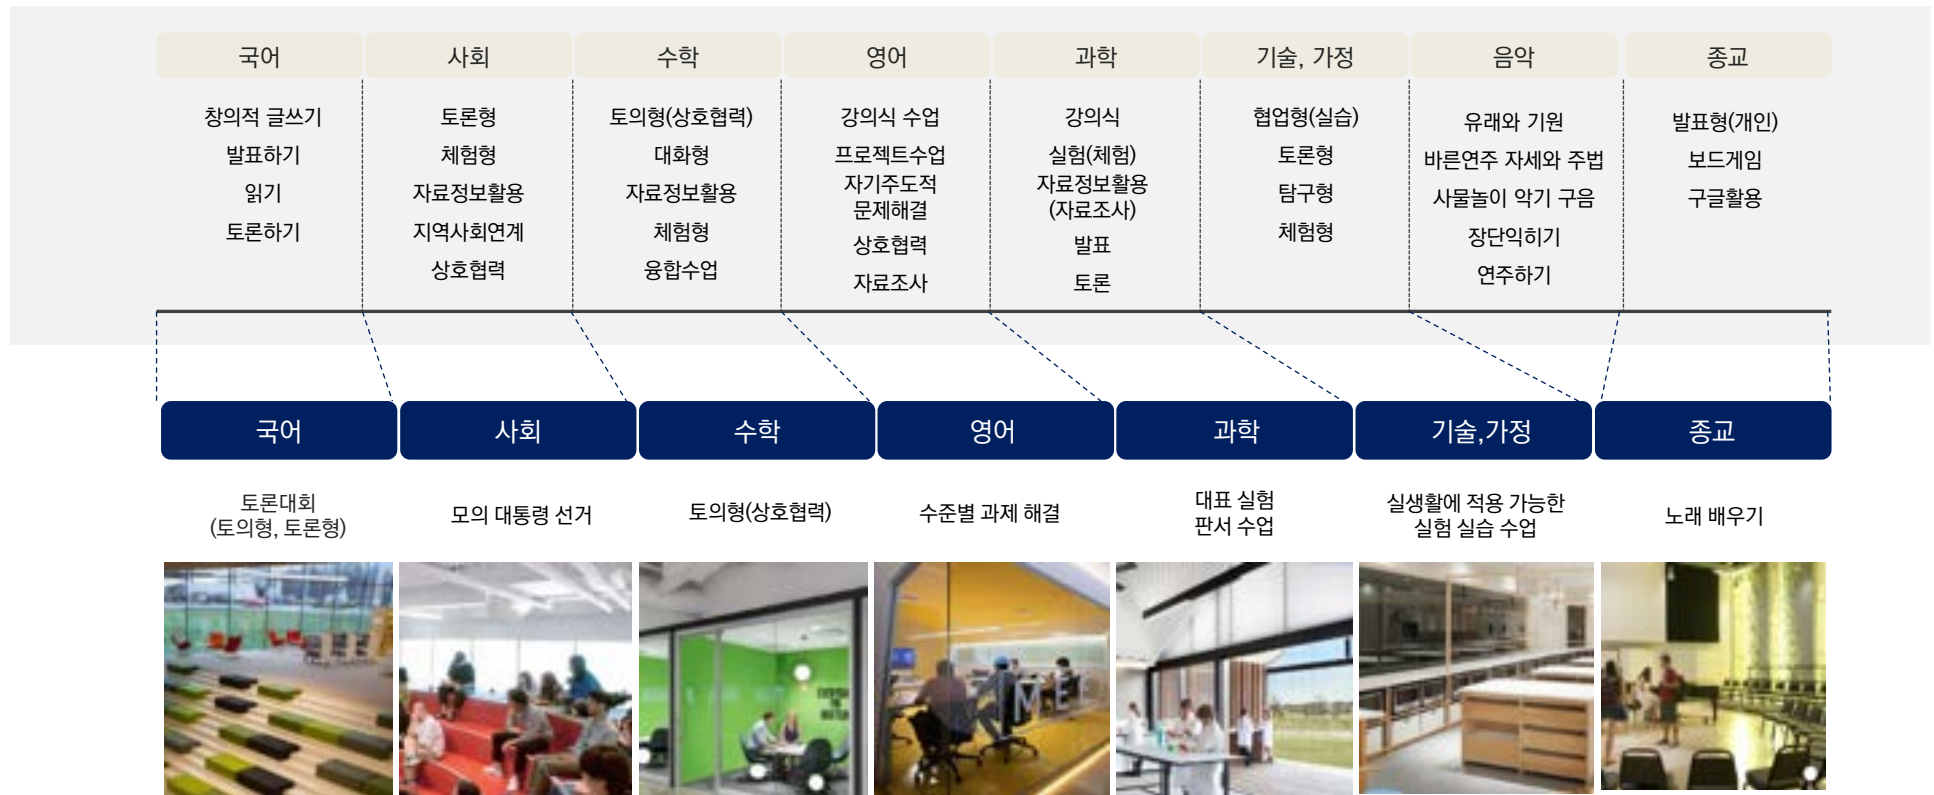 국어
사회
수학
영어
과학
기술, 가정
음악
종교
창의적 글쓰기
발표하기
읽기
토론하기
토론형
체험형
자료정보활용
지역사회연계
상호협력
토의형(상호협력)
대화형
자료정보활용
체험형
융합수업
강의식 수업
프로젝트수업
자기주도적
문제해결
상호협력
자료조사
강의식
실험(체험)
자료정보활용
(자료조사)
발표
토론
협업형(실습)
토론형
탐구형
체험형
유래와 기원
바른연주 자세와 주법
사물놀이 악기 구음
장단익히기
연주하기
발표형(개인)
보드게임
구글활용
국어
사회
수학
영어
과학
기술,가정
종교
토론대회
(토의형, 토론형)
모의 대통령 선거
토의형(상호협력)
수준별 과제 해결
대표 실험
판서 수업
실생활에 적용 가능한
실험 실습 수업
노래 배우기